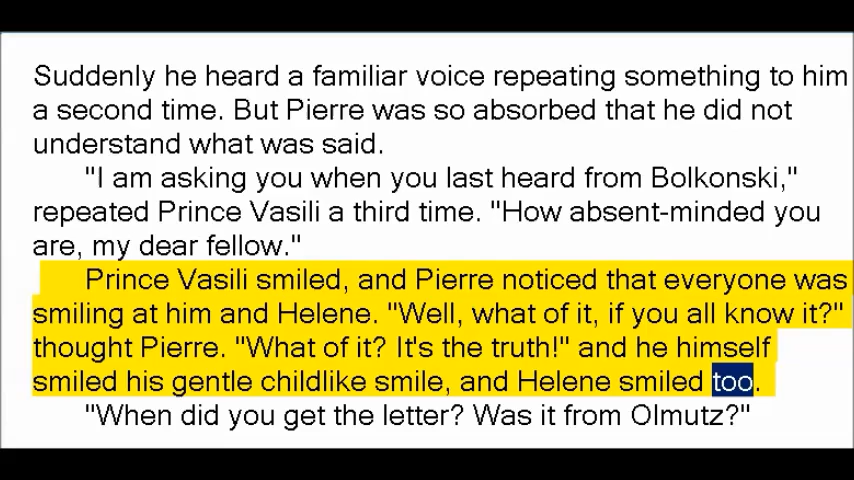 Suddenly he heard a familiar voice repeating something to him
a second time. But Pierre was so absorbed that he did not
understand what was said.
"I am asking you when you last heard from Bolkonski,"
repeated Prince Vasili a third time. "How absent-minded you
are, my dear fellow."
Prince Vasili smiled, and Pierre noticed that everyone was
smiling at him and Helene. "Well, what of it, if you all know it?"
thought Pierre. "What of it? It's the truth!" and he himself
smiled his gentle childlike smile, and Helene smiled too.
"When did you get the letter? Was it from Olmutz?"